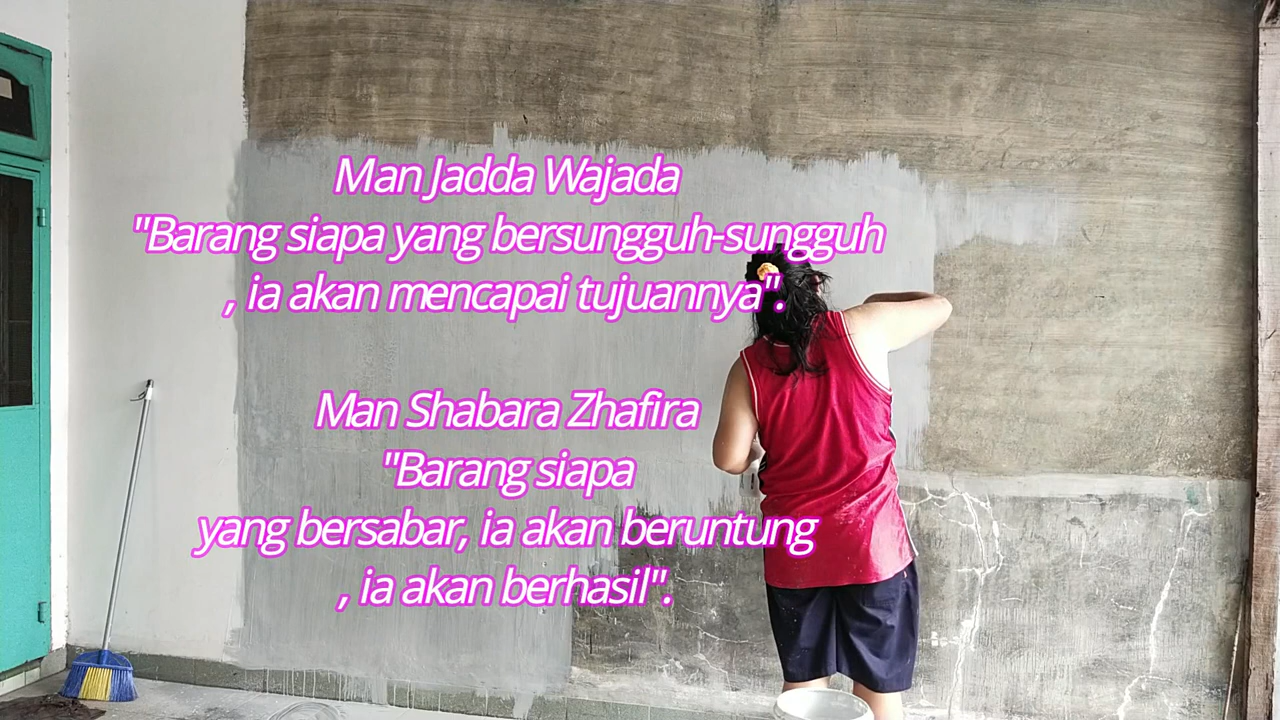 Man Jadda Wajada
"Barang siapa yang bersungguh-sungguh
, ia akan mencapai tujuannya".
Man Shabara Zhafira
"Barang siapa
yang bersabar, ia akan beruntung
, ia akan berhasil".